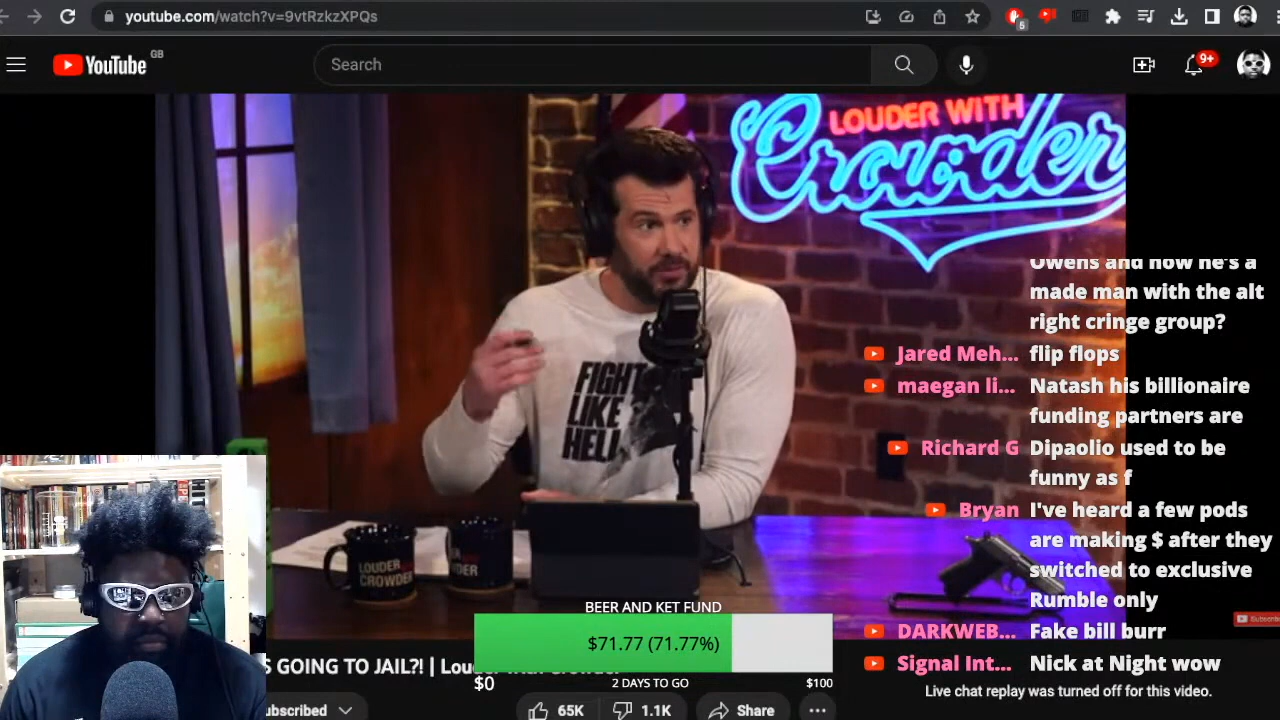 youtube.com/watch?v=9vtRzkzXPQs
5
YouTube GB
Search
9+
LOUDER WITH
Crowder
Owens and how he's a
made man with the alt
right cringe group?
Jared Meh... flip flops
maegan li... Natash his billionaire
funding partners are
Richard G Dipaolio used to be
funny as f
Bryan I've heard a few pods
are making $ after they
switched to exclusive
Rumble only
DARKWEB... Fake bill burr
Signal Int... Nick at Night wow
Live chat replay was turned off for this video.
FIGHT
LIKE
HELL
LOUDER
CROWDER
BEER AND KET FUND
$71.77 (71.77%)
$0
2 DAYS TO GO
$100
S GOING TO JAIL?! | Lou
ubscribed
65K
1.1K
Share